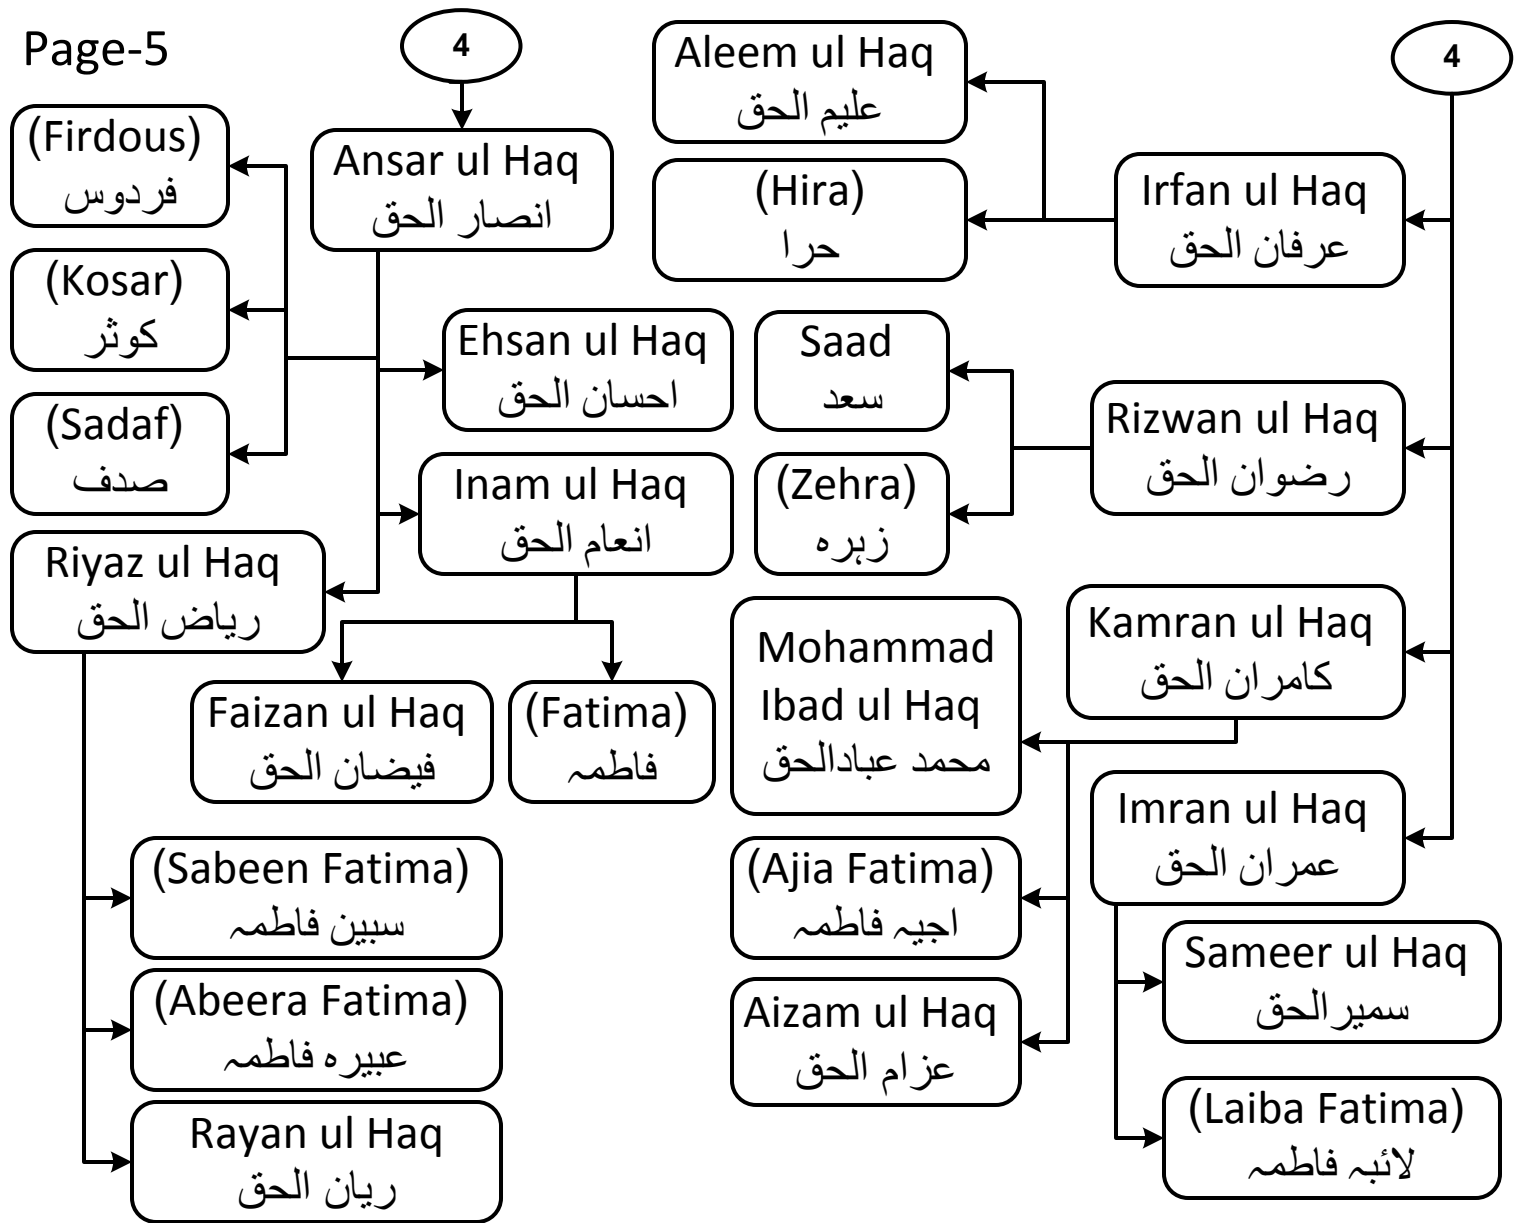 Page-5
4
Ansar ul Haq
انصار الحق
(Firdous)
فردوس
(Kosar)
کوثر
(Sadaf)
صدف
Ehsan ul Haq
احسان الحق
Inam ul Haq
انعام الحق
Riyaz ul Haq
ریاض الحق
Faizan ul Haq
فیضان الحق
(Fatima)
فاطمہ
(Sabeen Fatima)
سبین فاطمہ
(Abeera Fatima)
عبیرہ فاطمہ
Rayan ul Haq
ریان الحق
4
Irfan ul Haq
عرفان الحق
Aleem ul Haq
علیم الحق
(Hira)
حرا
Rizwan ul Haq
رضوان الحق
Saad
سعد
(Zehra)
زہرہ
Kamran ul Haq
کامران الحق
Mohammad
Ibad ul Haq
محمد عبادالحق
(Ajia Fatima)
اجیہ فاطمہ
Aizam ul Haq
عزام الحق
Imran ul Haq
عمران الحق
Sameer ul Haq
سمیرالحق
(Laiba Fatima)
لائبہ فاطمہ